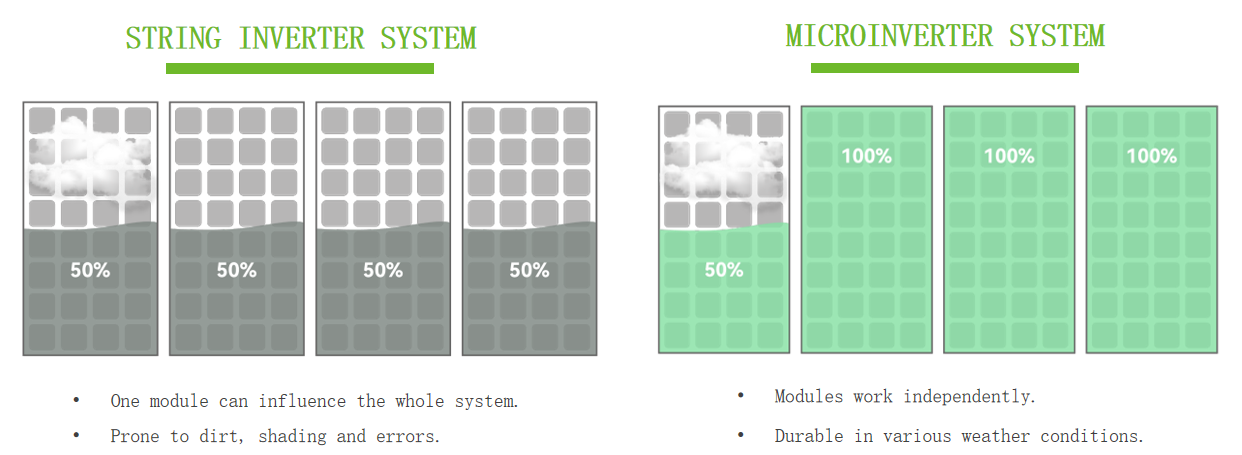 STRING INVERTER SYSTEM
50%
50%
50%
50%
• One module can influence the whole system.
• Prone to dirt, shading and errors.
MICROINVERTER SYSTEM
100%
100%
100%
50%
• Modules work independently.
• Durable in various weather conditions.